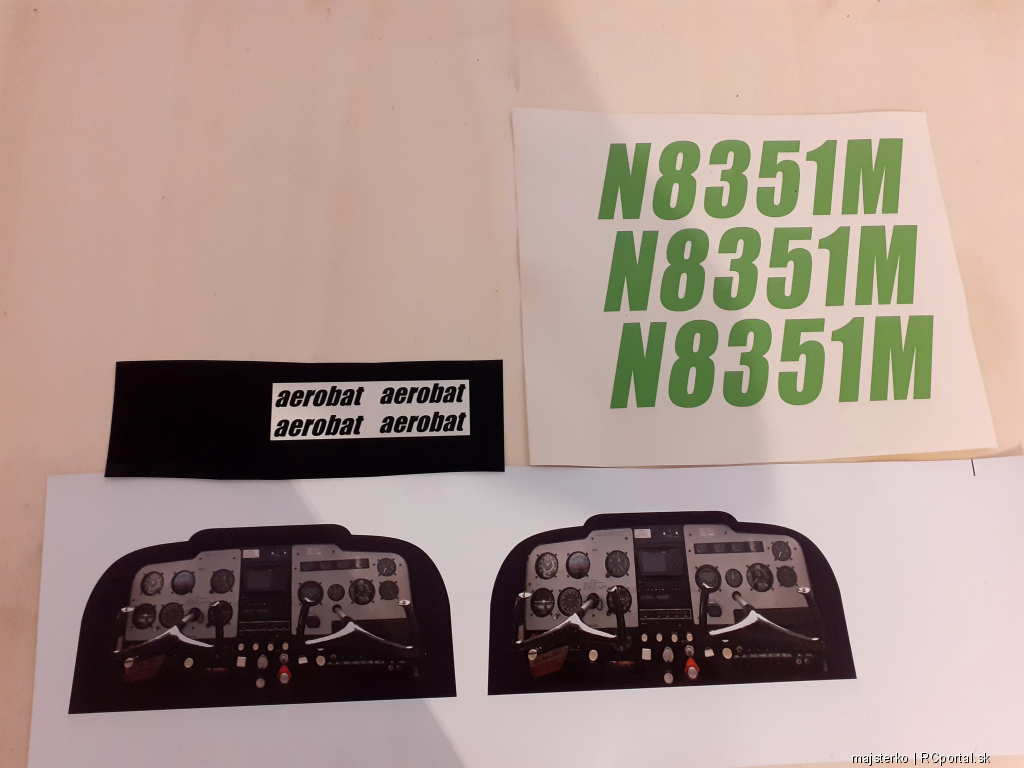 N8351M
N8351M
N8351M
aerobat aerobat
aerobat aerobat
majsterko | RCportal.sk